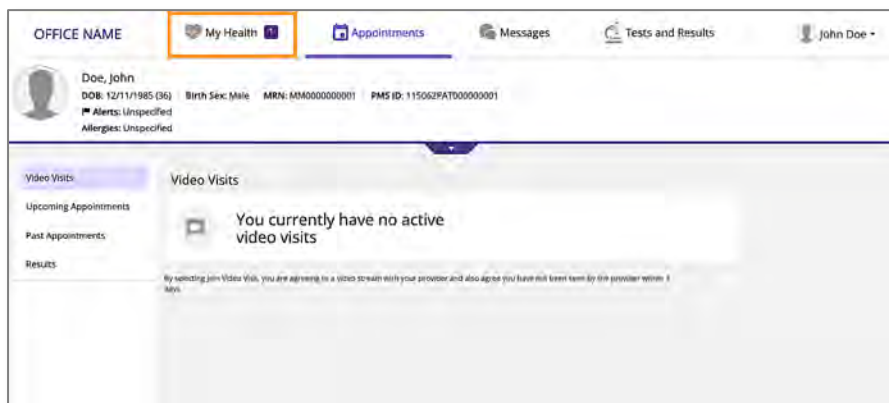 OFFICE NAME My Health 1 Appointments Messages Tests and Results John Doe
Doe, John
DOB: 12/11/1985 (36) Birth Sex: Male MRN: MM0000000001 PMS ID: 115062PAT000000001
Alerts: Unspecified
Allergies: Unspecified
Video Visits
Upcoming Appointments
Past Appointments
Results
Video Visits
You currently have no active
video visits
By selecting Join Video Visit, you are agreeing to a video stream with your provider and also agree you have not been seen by the provider within
days.